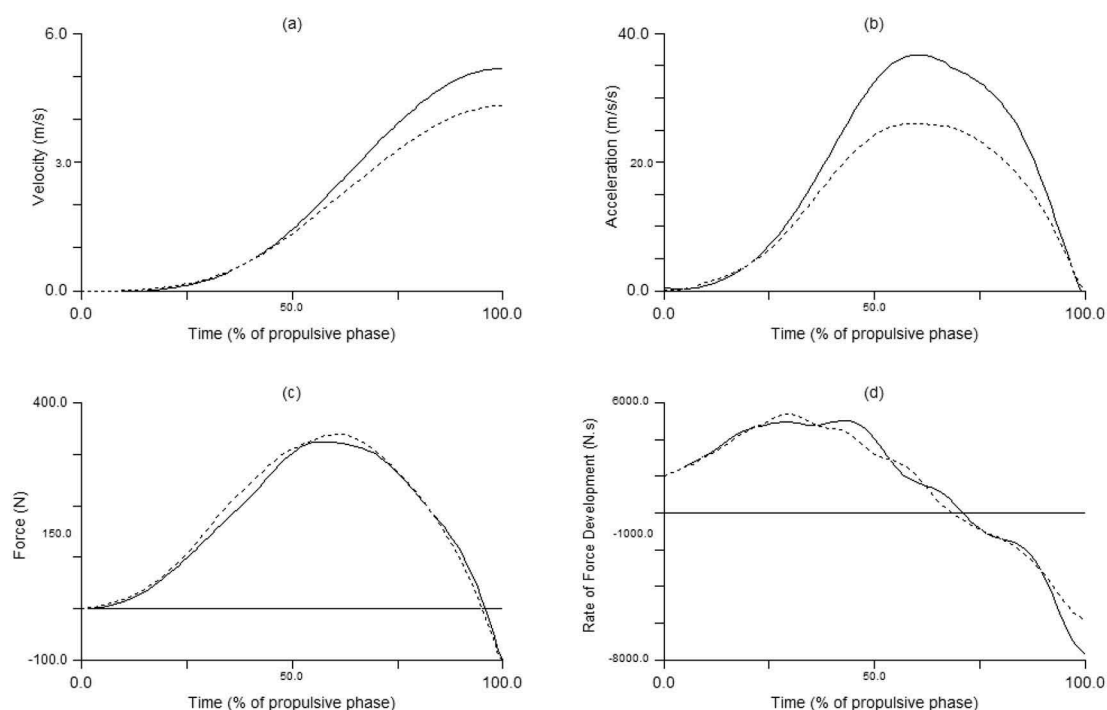 (a)
6.0
Velocity (m/s)
3.0
0.0
0.0
50.0
100.0
Time (% of propulsive phase)
(b)
40.0
Acceleration (m/s/s)
20.0
0.0
0.0
50.0
100.0
Time (% of propulsive phase)
(c)
400.0
Force (N)
150.0
-100.0
0.0
50.0
100.0
Time (% of propulsive phase)
(d)
6000.0
Rate of Force Development (N.s)
-1000.0
-8000.0
0.0
50.0
100.0
Time (% of propulsive phase)